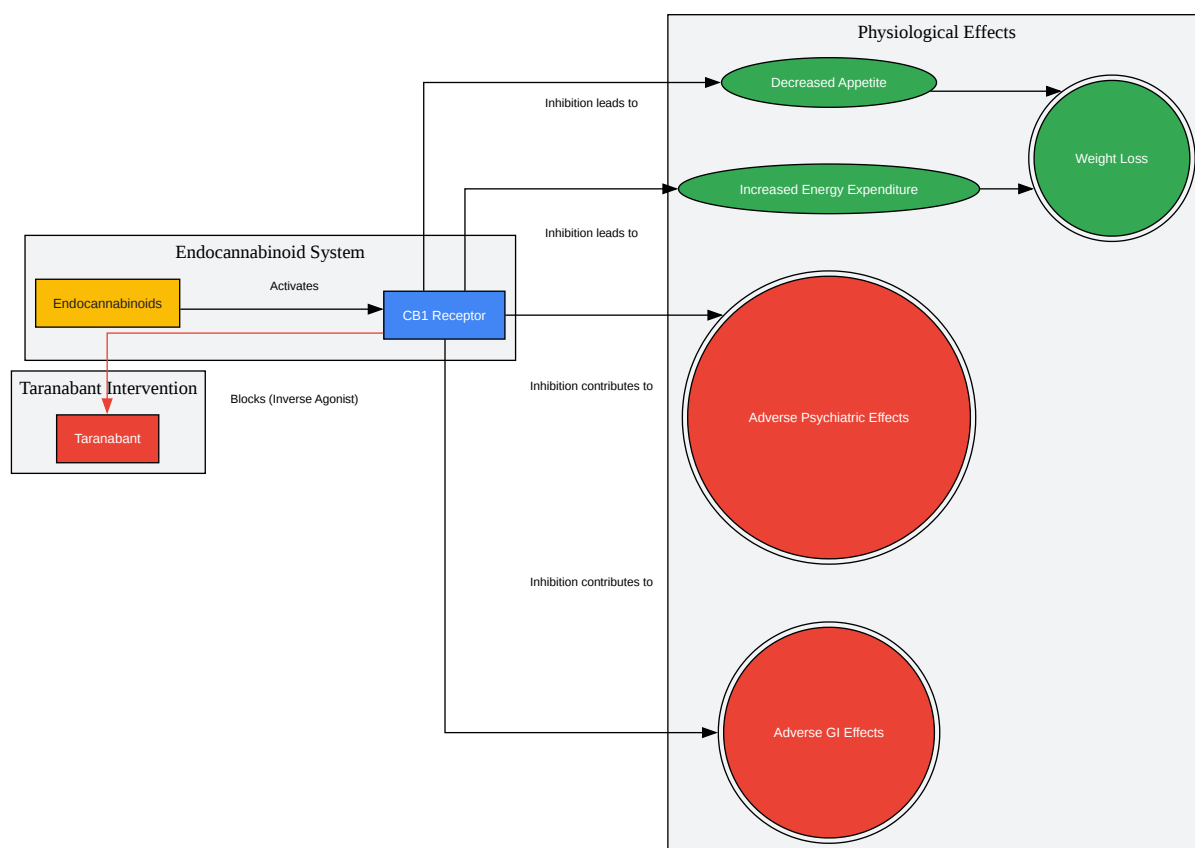 Physiological Effects
Decreased Appetite
Inhibition leads to
Weight Loss
Increased Energy Expenditure
Inhibition leads to
Endocannabinoid System
Activates
Endocannabinoids
CB1 Receptor
Taranabant Intervention
Inhibition contributes to
Blocks (Inverse Agonist)
Adverse Psychiatric Effects
Taranabant
Inhibition contributes to
Adverse GI Effects